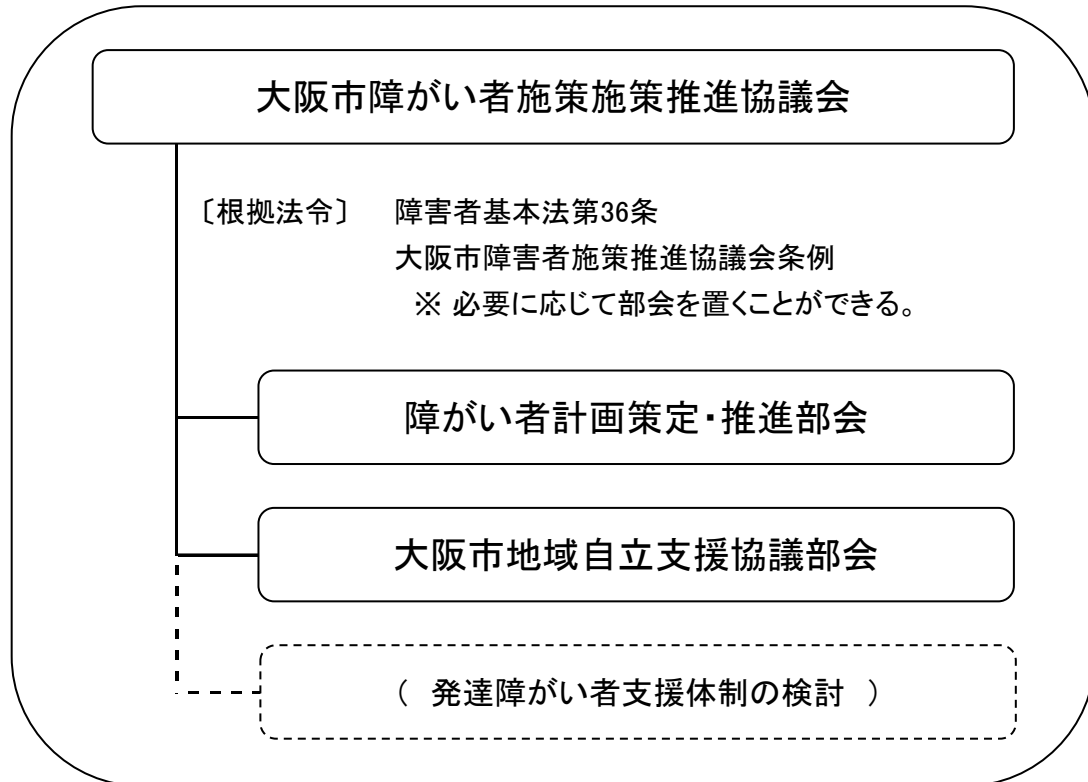 大阪市障がい者施策施策推進協議会
〔根拠法令〕 障害者基本法第36条
大阪市障害者施策推進協議会条例
※ 必要に応じて部会を置くことができる。
障がい者計画策定・推進部会
大阪市地域自立支援協議部会
（ 発達障がい者支援体制の検討 ）